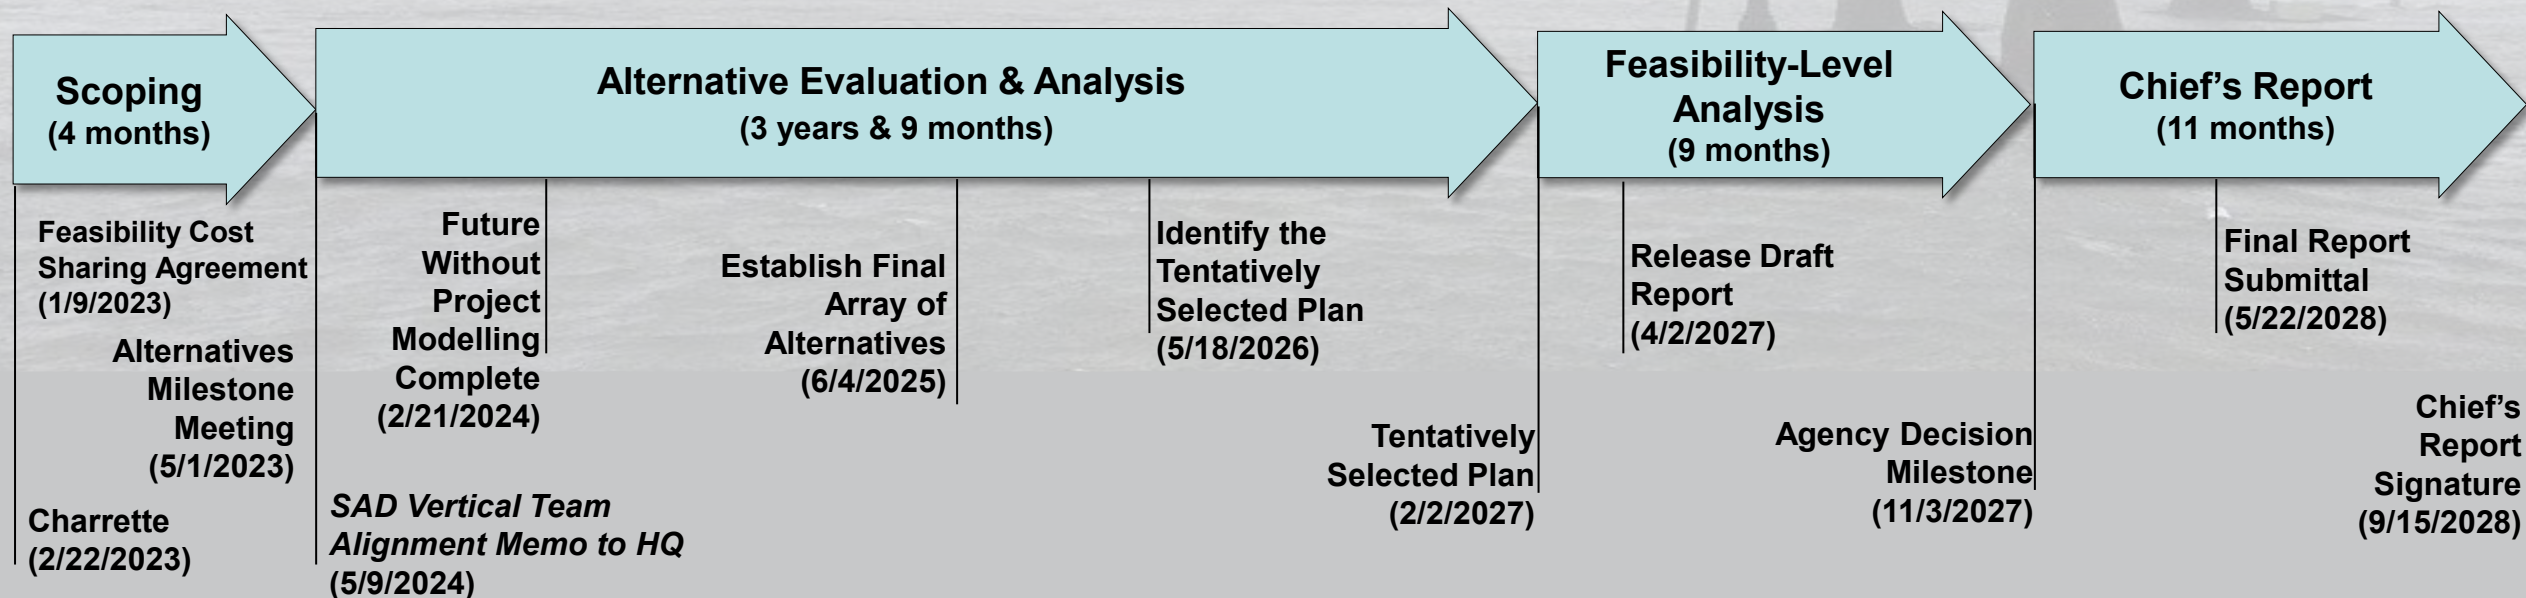 Scoping
(4 months)
Alternative Evaluation & Analysis
(3 years & 9 months)
Feasibility-Level
Analysis
(9 months)
Chief's Report
(11 months)
Feasibility Cost
Sharing Agreement
(1/9/2023)
Alternatives
Milestone
Meeting
(5/1/2023)
Charrette
(2/22/2023)
Future
Without
Project
Modelling
Complete
(2/21/2024)
SAD Vertical Team
Alignment Memo to HQ
(5/9/2024)
Establish Final
Array of
Alternatives
(6/4/2025)
Identify the
Tentatively
Selected Plan
(5/18/2026)
Tentatively
Selected Plan
(2/2/2027)
Release Draft
Report
(4/2/2027)
Agency Decision
Milestone
(11/3/2027)
Final Report
Submittal
(5/22/2028)
Chief's
Report
Signature
(9/15/2028)